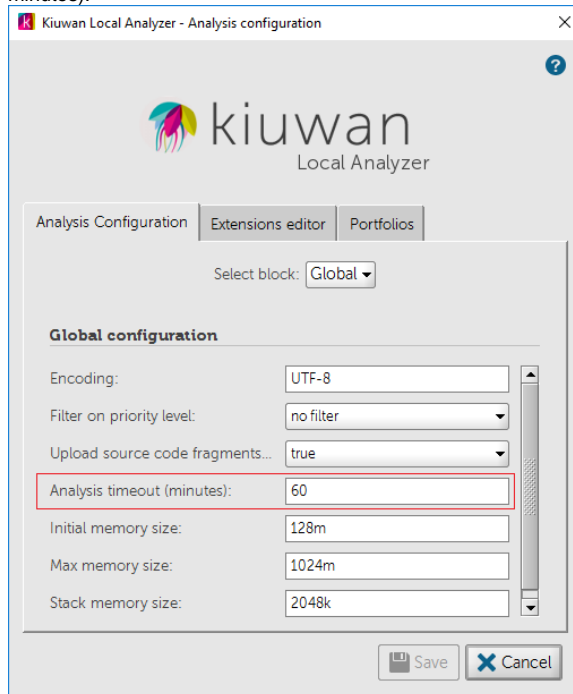 minutes).
Kiuwan Local Analyzer - Analysis configuration
?
kiuwan
Local Analyzer
Analysis Configuration Extensions editor Portfolios
Select block: Global
Global configuration
Encoding: UTF-8
Filter on priority level: no filter
Upload source code fragments... true
Analysis timeout (minutes): 60
Initial memory size: 128m
Max memory size: 1024m
Stack memory size: 2048k
Save Cancel